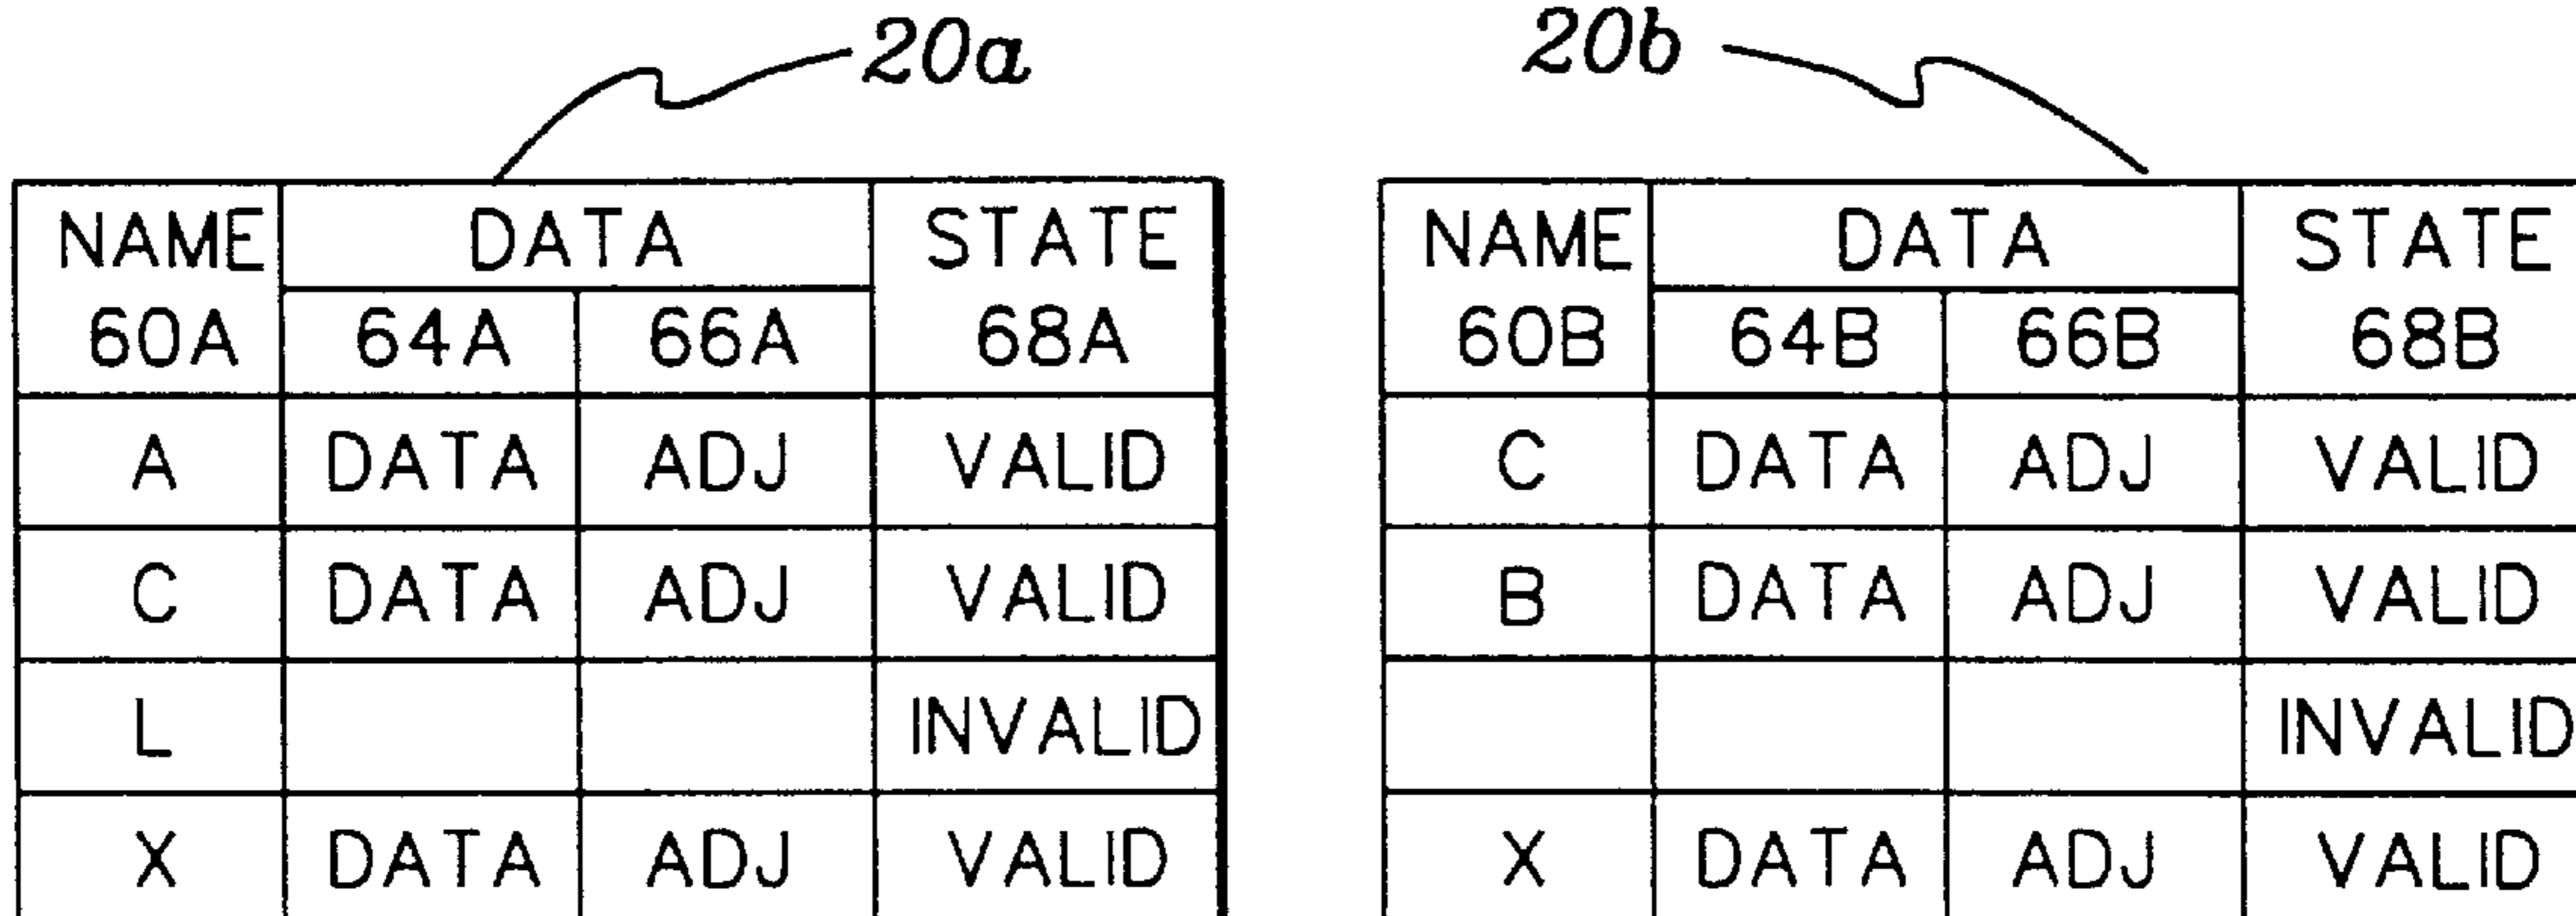 20a
20b
NAME DATA STATE
60A 64A 66A 68A
A DATA ADJ VALID
C DATA ADJ VALID
L INVALID
X DATA ADJ VALID
NAME DATA STATE
60B 64B 66B 68B
C DATA ADJ VALID
B DATA ADJ VALID
INVALID
X DATA ADJ VALID